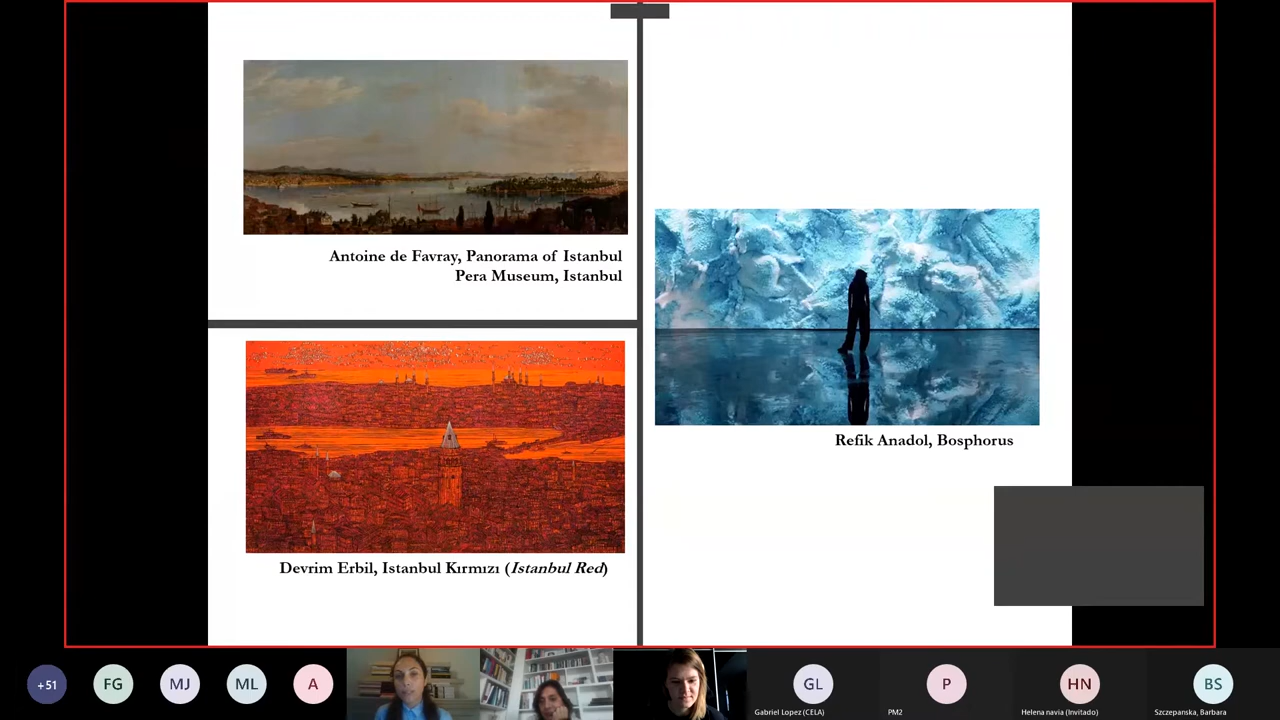 Antoine de Favray, Panorama of Istanbul
Pera Museum, Istanbul
Devrim Erbil, Istanbul Kırmızı (Istanbul Red)
Refik Anadol, Bosphorus
+51
FG
MJ
ML
A
GL
Gabriel Lopez (CELA)
P
PM2
HN
Helena navia (Invitado)
BS
Szczepanska, Barbara